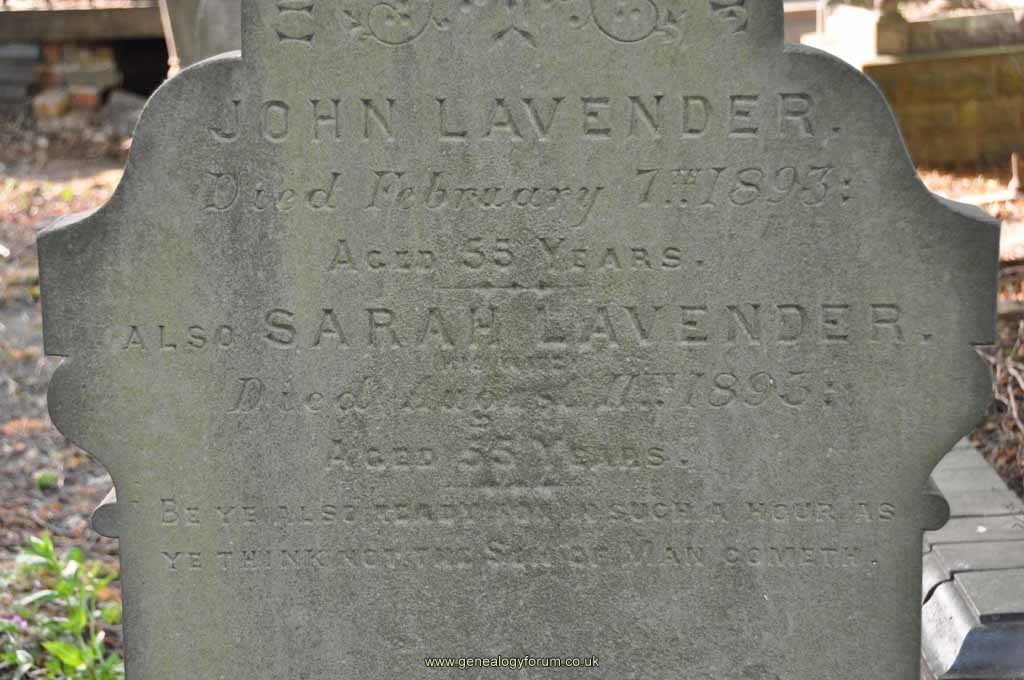 JOHN LAVENDER.
Died February 7TH 1893:
AGED 55 YEARS.
ALSO SARAH LAVENDER.
Died August 11TH 1893:
AGED 55 YEARS.
BE YE ALSO READY FOR IN SUCH A HOUR AS
YE THINK NOT THE SON OF MAN COMETH.
www.genealogyforum.co.uk